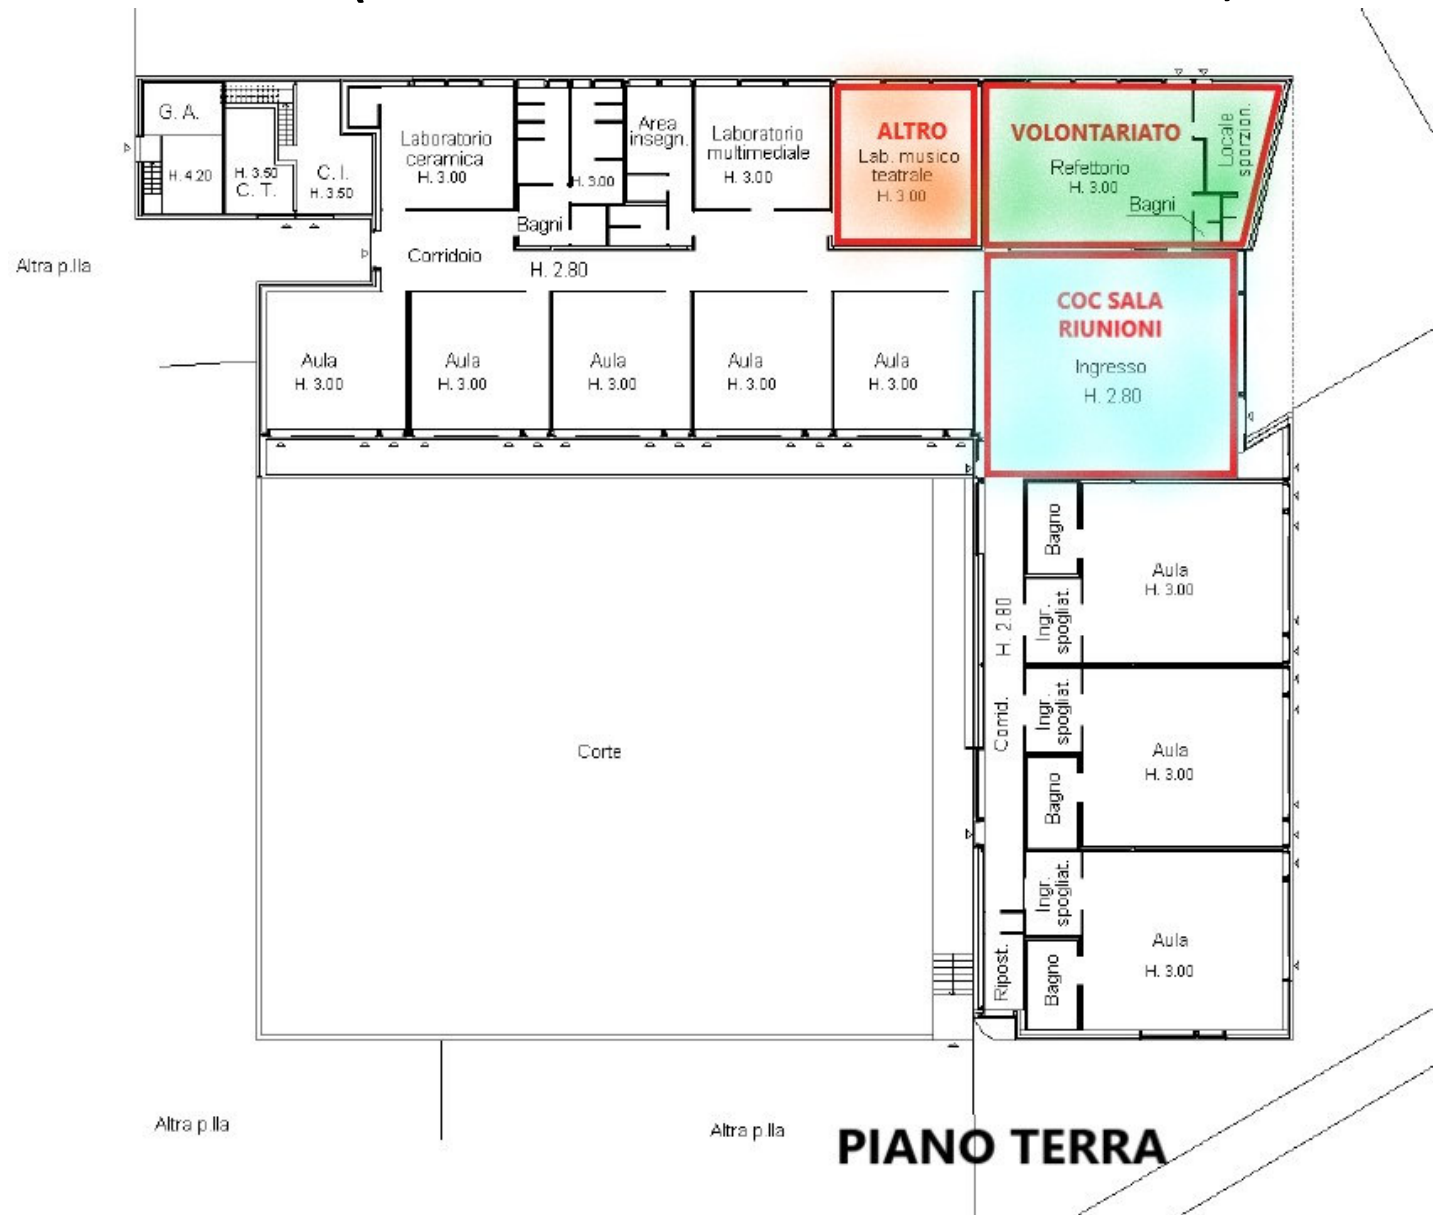 G. A.
H. 4.20
H. 3.50
C. T.
C. I.
H. 3.50
Laboratorio
ceramica
H. 3.00
H. 3.00
Bagni
Area
insegn.
Laboratorio
multimediale
H. 3.00
ALTRO
Lab. musico
teatrale
H. 3.00
VOLONTARIATO
Refettorio
H. 3.00
Bagni
Locale
sporzion.
Altra p.lla
Corridoio
H. 2.80
COC SALA
RIUNIONI
Ingresso
H. 2.80
Aula
H. 3.00
Aula
H. 3.00
Aula
H. 3.00
Aula
H. 3.00
Aula
H. 3.00
Bagno
Aula
H. 3.00
Ingr.
spogliat.
H. 2.80
Corrid.
Ingr.
spogliat.
Aula
H. 3.00
Bagno
Corte
Ingr.
spogliat.
Aula
H. 3.00
Ripost.
Bagno
Altra p.lla
Altra p.lla
PIANO TERRA